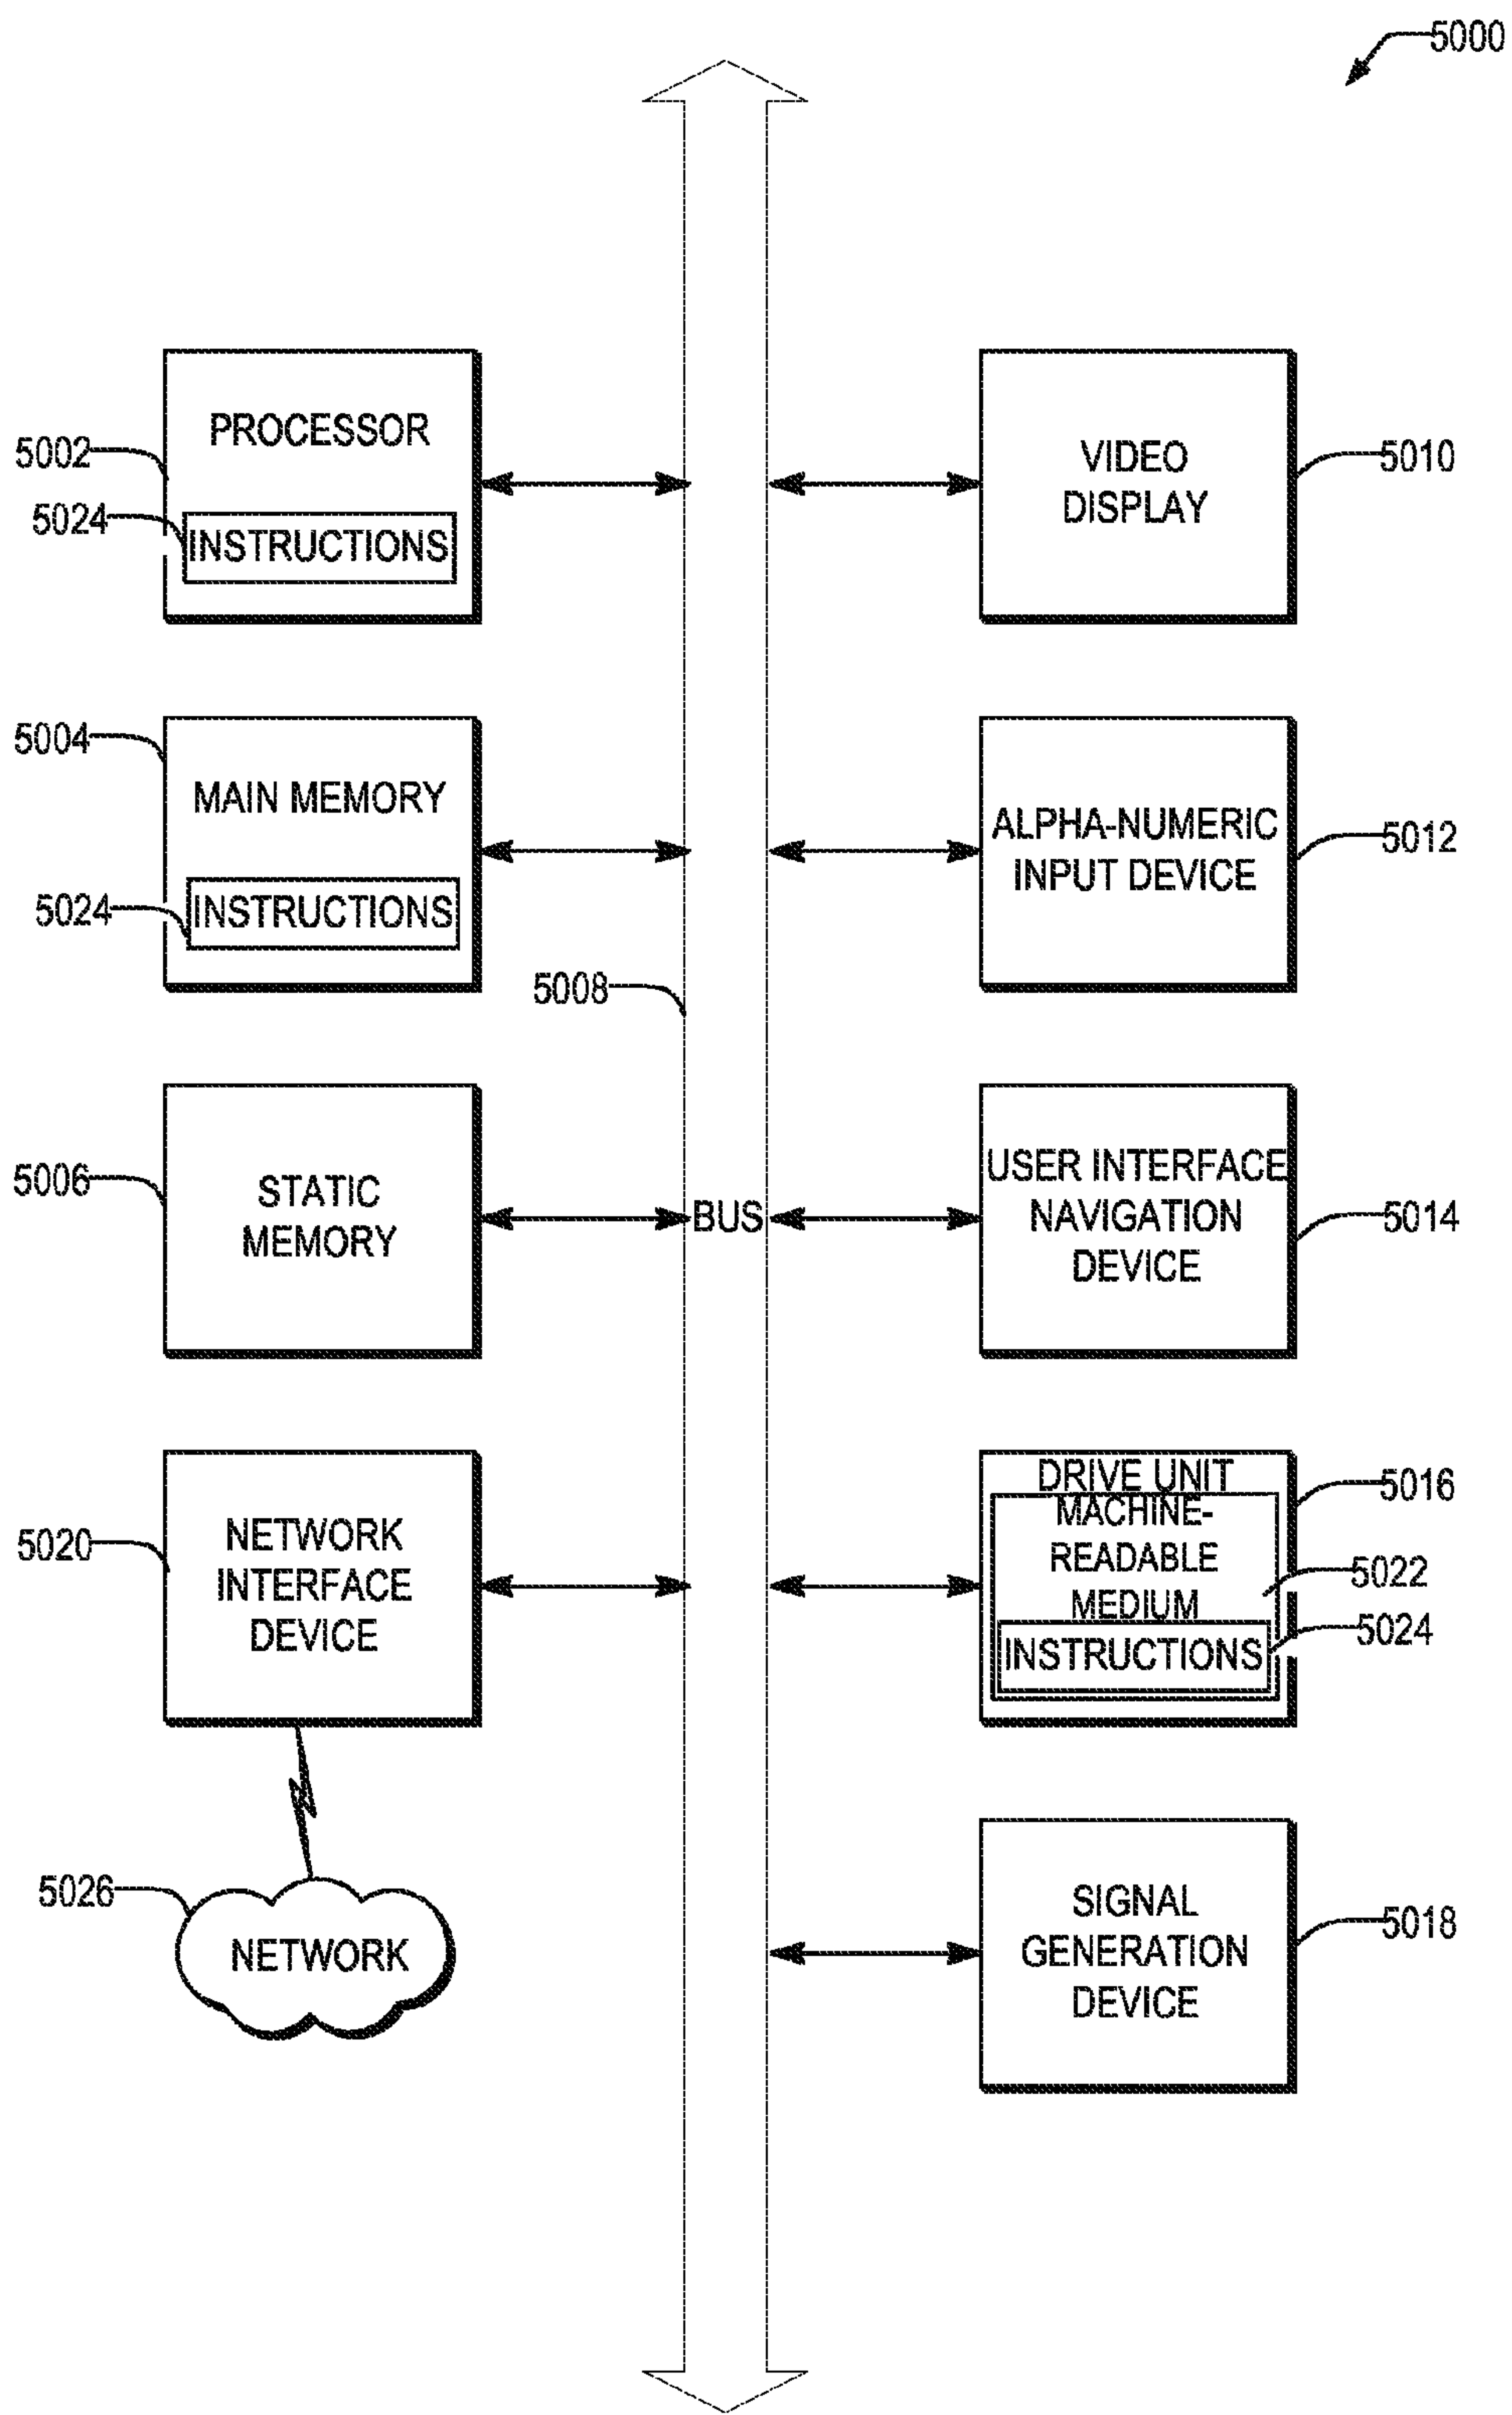 5000
PROCESSOR
5002
5024
INSTRUCTIONS
VIDEO
DISPLAY
5010
5004
MAIN MEMORY
5024
INSTRUCTIONS
ALPHA-NUMERIC
INPUT DEVICE
5012
5008
5006
STATIC
MEMORY
BUS
USER INTERFACE
NAVIGATION
DEVICE
5014
5020
NETWORK
INTERFACE
DEVICE
DRIVE UNIT
5016
MACHINE-
READABLE
MEDIUM
5022
INSTRUCTIONS
5024
5026
NETWORK
SIGNAL
GENERATION
DEVICE
5018